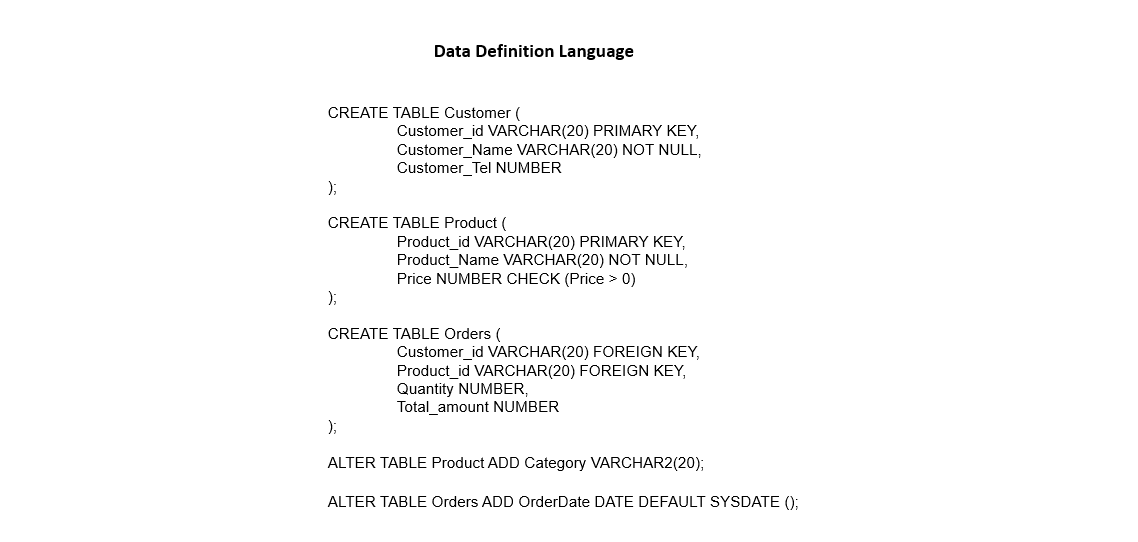 Data Definition Language
CREATE TABLE Customer (
Customer_id VARCHAR(20) PRIMARY KEY,
Customer_Name VARCHAR(20) NOT NULL,
Customer_Tel NUMBER
);
CREATE TABLE Product (
Product_id VARCHAR(20) PRIMARY KEY,
Product_Name VARCHAR(20) NOT NULL,
Price NUMBER CHECK (Price > 0)
);
CREATE TABLE Orders (
Customer_id VARCHAR(20) FOREIGN KEY,
Product_id VARCHAR(20) FOREIGN KEY,
Quantity NUMBER,
Total_amount NUMBER
);
ALTER TABLE Product ADD Category VARCHAR2(20);
ALTER TABLE Orders ADD OrderDate DATE DEFAULT SYSDATE ();